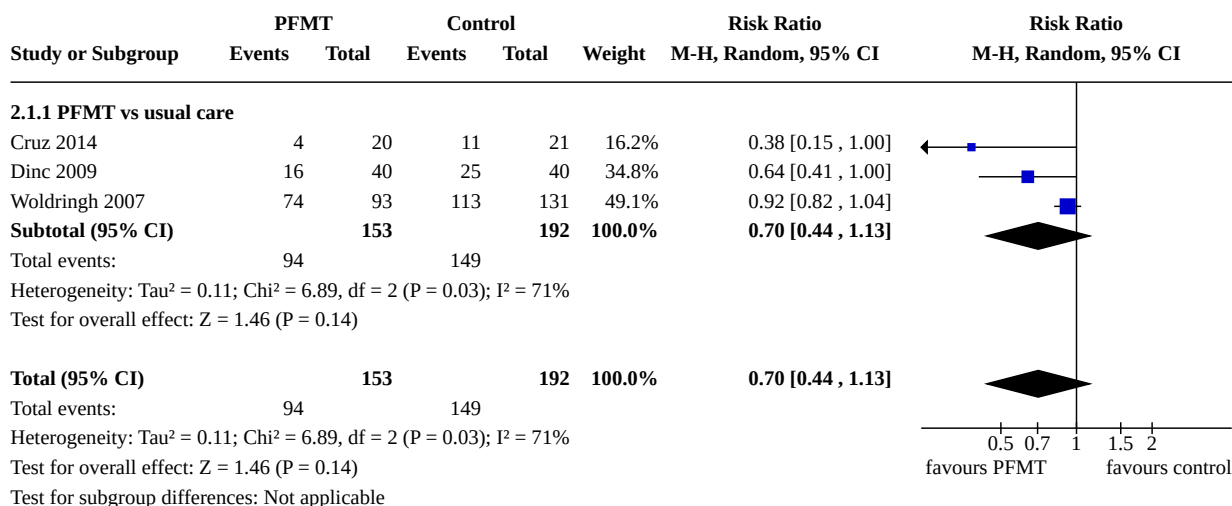 PFMT Control Risk Ratio Risk Ratio
Study or Subgroup Events Total Events Total Weight M-H, Random, 95% CI M-H, Random, 95% CI
2.1.1 PFMT vs usual care
Cruz 2014 4 20 11 21 16.2% 0.38 [0.15 , 1.00]
Dinc 2009 16 40 25 40 34.8% 0.64 [0.41 , 1.00]
Woldringh 2007 74 93 113 131 49.1% 0.92 [0.82 , 1.04]
Subtotal (95% CI) 153 192 100.0% 0.70 [0.44 , 1.13]
Total events: 94 149
Heterogeneity: Tau² = 0.11; Chi² = 6.89, df = 2 (P = 0.03); I² = 71%
Test for overall effect: Z = 1.46 (P = 0.14)
Total (95% CI) 153 192 100.0% 0.70 [0.44 , 1.13]
Total events: 94 149
Heterogeneity: Tau² = 0.11; Chi² = 6.89, df = 2 (P = 0.03); I² = 71%
0.5 0.7 1 1.5 2
Test for overall effect: Z = 1.46 (P = 0.14)
favours PFMT favours control
Test for subgroup differences: Not applicable